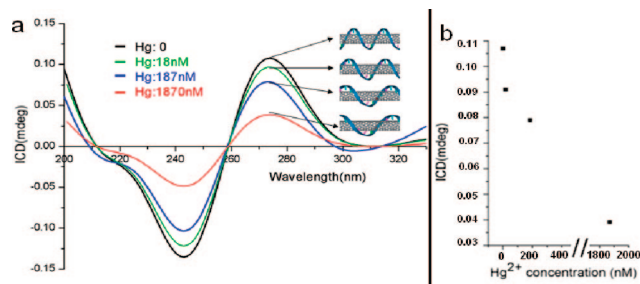 a
ICD(mdeg)
0.15
0.10
0.05
0.00
-0.05
-0.10
-0.15
Hg: 0
Hg:18nM
Hg:187nM
Hg:1870nM
200
220
240
260
280
300
320
Wavelength(nm)
b
ICD(mdeg)
0.11
0.10
0.09
0.08
0.07
0.06
0.05
0.04
0.03
0 200 400 1800 2000
Hg2+ concentration (nM)